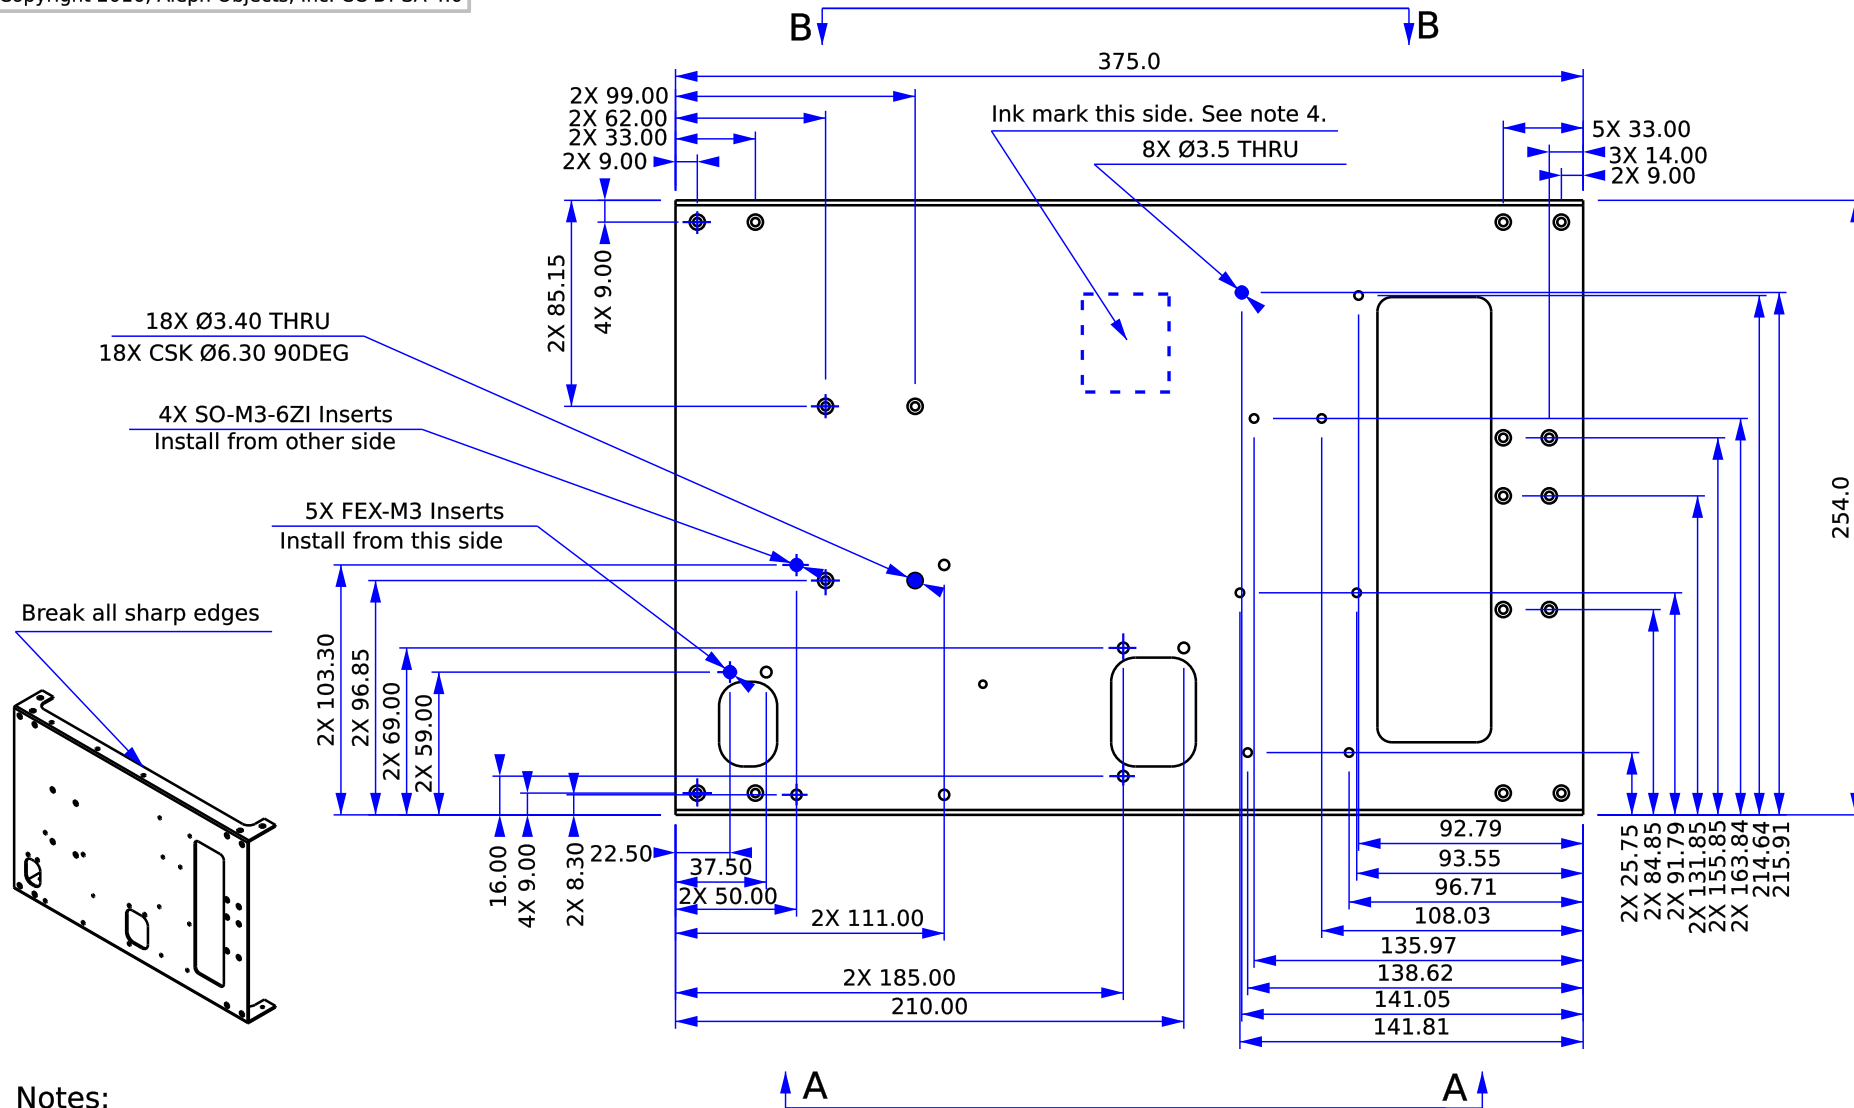 B
B
375.0
2X 99.00
2X 62.00
2X 33.00
2X 9.00
Ink mark this side. See note 4.
8X Ø3.5 THRU
5X 33.00
3X 14.00
2X 9.00
2X 85.15
4X 9.00
18X Ø3.40 THRU
18X CSK Ø6.30 90DEG
4X SO-M3-6ZI Inserts
Install from other side
5X FEX-M3 Inserts
Install from this side
Break all sharp edges
254.0
2X 103.30
2X 96.85
2X 69.00
2X 59.00
16.00
4X 9.00
2X 8.30
22.50
37.50
2X 50.00
2X 111.00
2X 185.00
210.00
92.79
93.55
96.71
108.03
135.97
138.62
141.05
141.81
2X 25.75
2X 84.85
2X 91.79
2X 131.85
2X 155.85
2X 163.84
214.64
215.91
A
A
Notes: